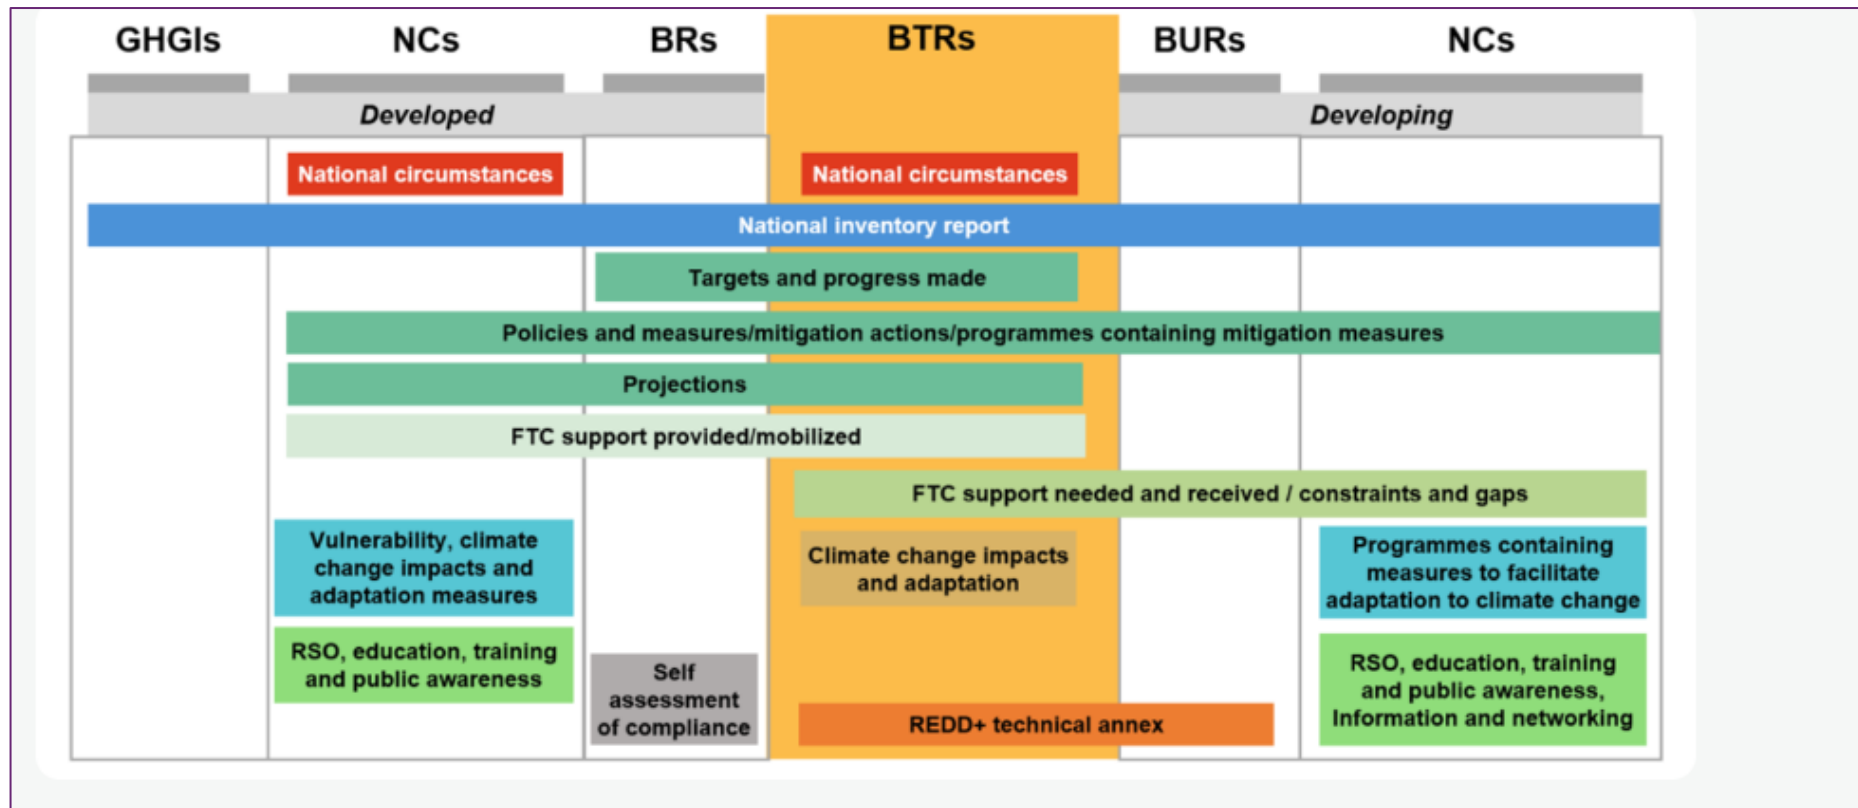 GHGIs
NCs
BRs
BTRs
BURs
NCs
Developed
Developing
National circumstances
National circumstances
National inventory report
Targets and progress made
Policies and measures/mitigation actions/programmes containing mitigation measures
Projections
FTC support provided/mobilized
FTC support needed and received / constraints and gaps
Vulnerability, climate
change impacts and
adaptation measures
Climate change impacts
and adaptation
Programmes containing
measures to facilitate
adaptation to climate change
RSO, education, training
and public awareness
Self
assessment
of compliance
REDD+ technical annex
RSO, education, training
and public awareness,
Information and networking